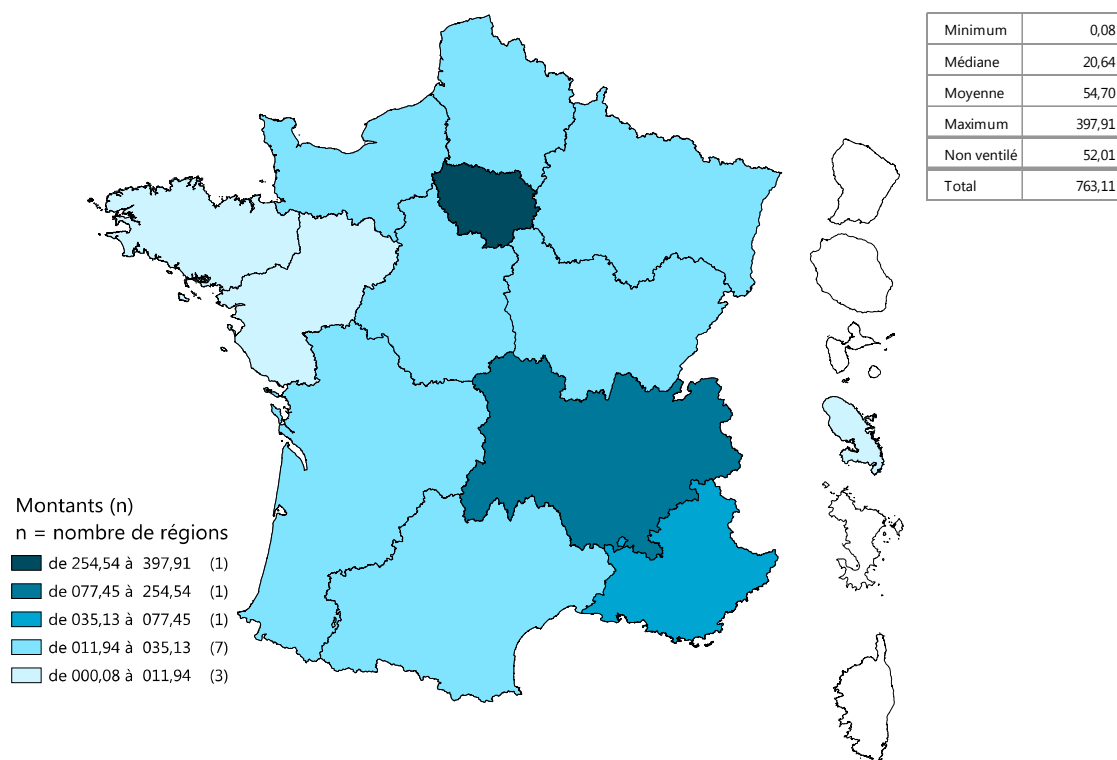 Minimum 0,08
Médiane 20,64
Moyenne 54,70
Maximum 397,91
Non ventilé 52,01
Total 763,11
Montants (n)
n = nombre de régions
de 254,54 à 397,91 (1)
de 077,45 à 254,54 (1)
de 035,13 à 077,45 (1)
de 011,94 à 035,13 (7)
de 000,08 à 011,94 (3)